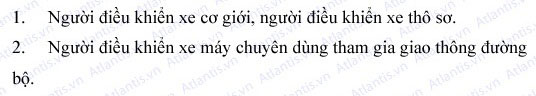 1. Người điều khiển xe cơ giới, người điều khiển xe thô sơ.
2. Người điều khiển xe máy chuyên dùng tham gia giao thông đường
bộ.